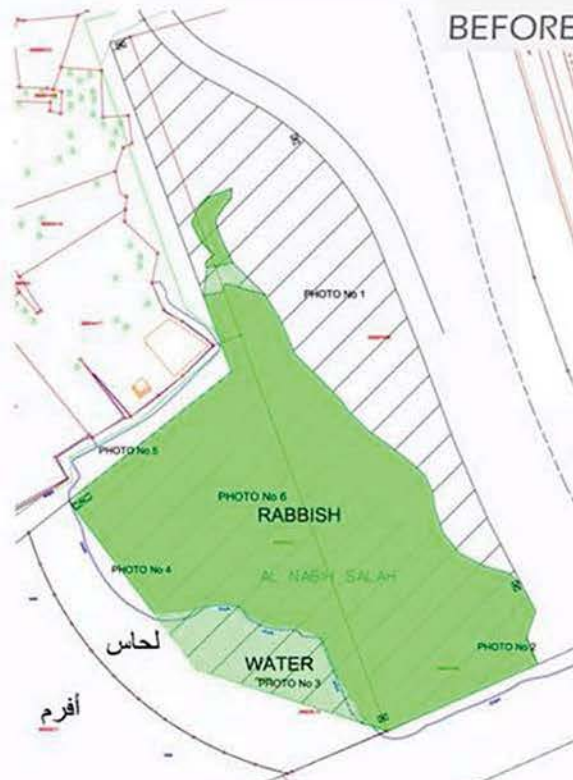 BEFORE
PHOTO No 1
PHOTO No 5
PHOTO No 6
RABBISH
PHOTO No 4
AL NABIH SALAH
لحاس
WATER
PHOTO No 2
PHOTO No 3
أفرم